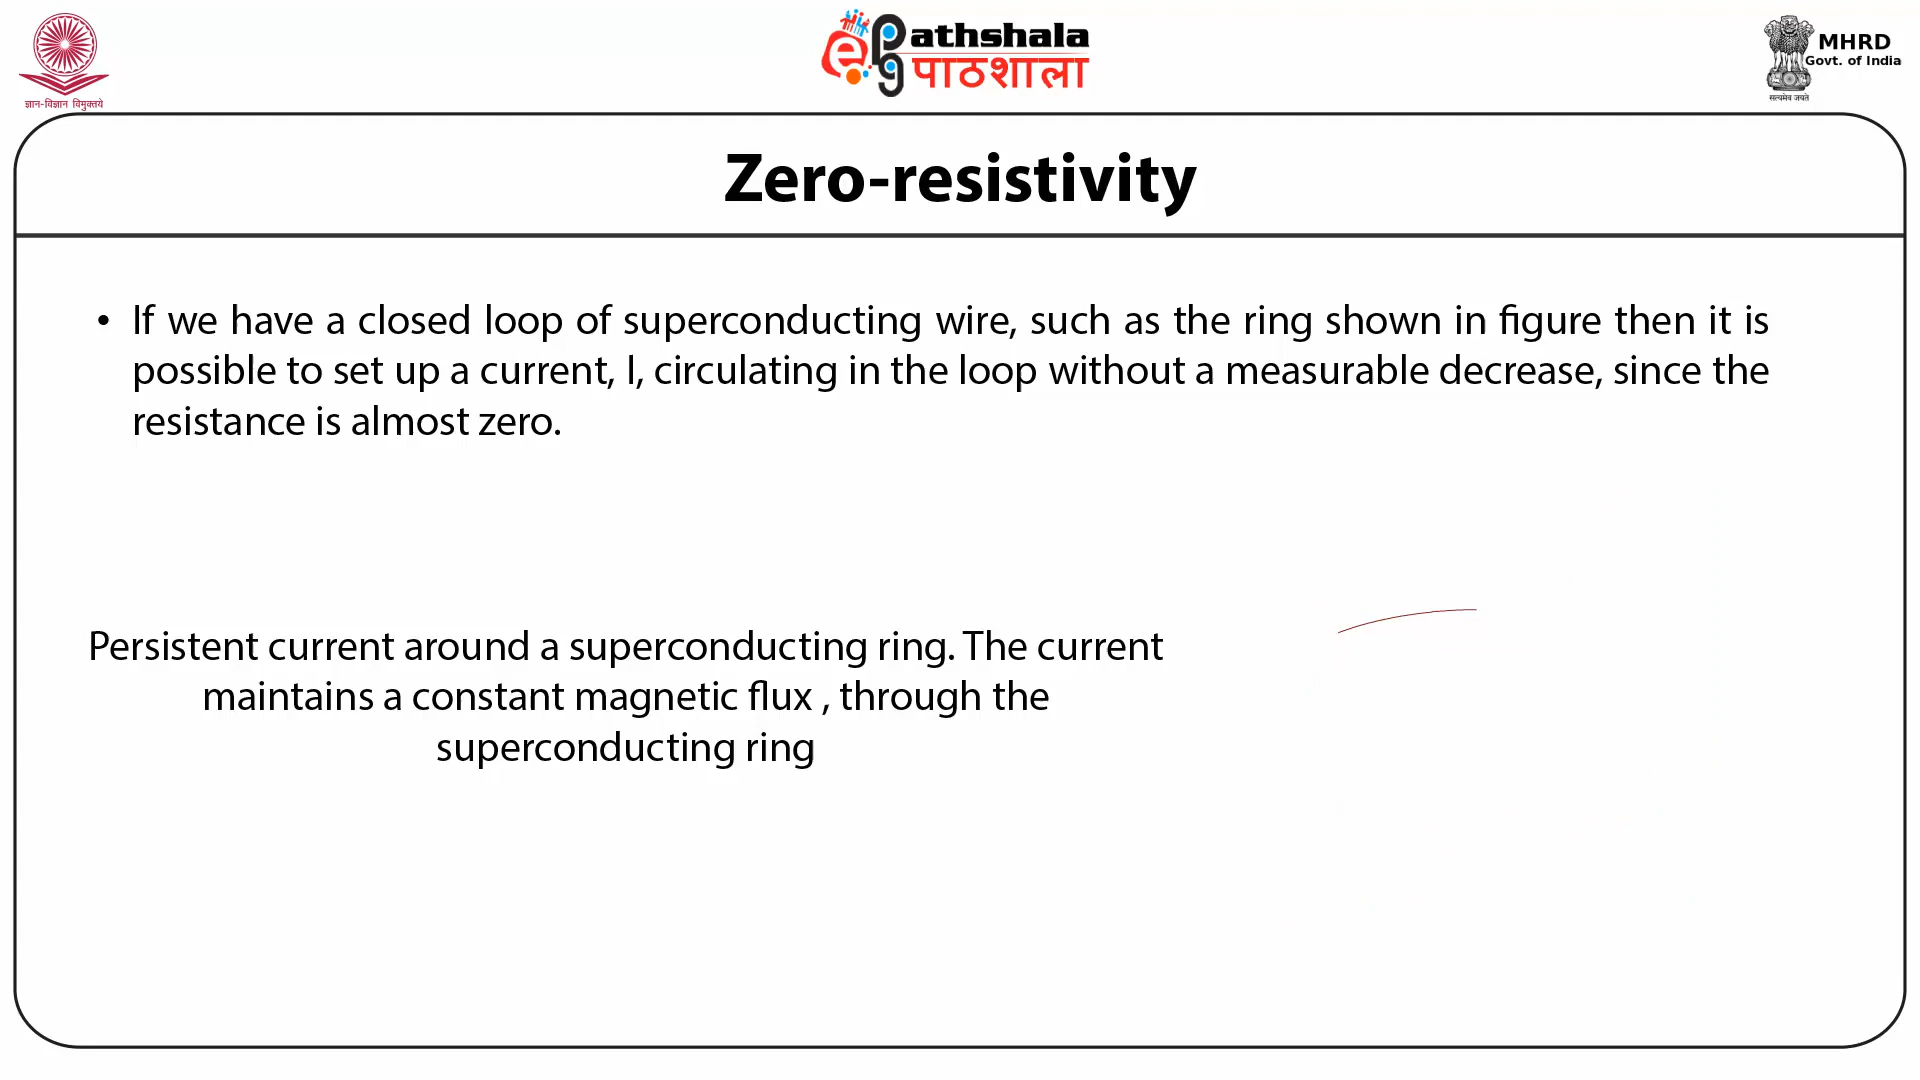 ज्ञान-विज्ञान विमुक्तये
ePathshala
पाठशाला
MHRD
Govt. of India
सत्यमेव जयते
Zero-resistivity
• If we have a closed loop of superconducting wire, such as the ring shown in figure then it is
possible to set up a current, I, circulating in the loop without a measurable decrease, since the
resistance is almost zero.
Persistent current around a superconducting ring. The current
maintains a constant magnetic flux , through the
superconducting ring